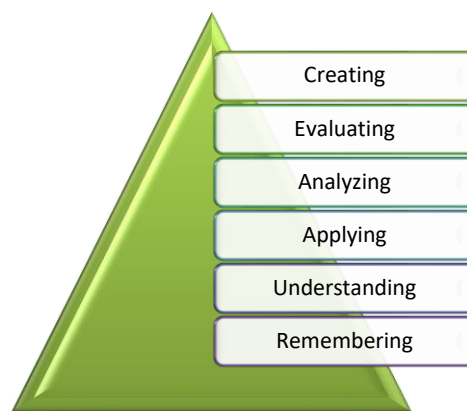 Creating
Evaluating
Analyzing
Applying
Understanding
Remembering